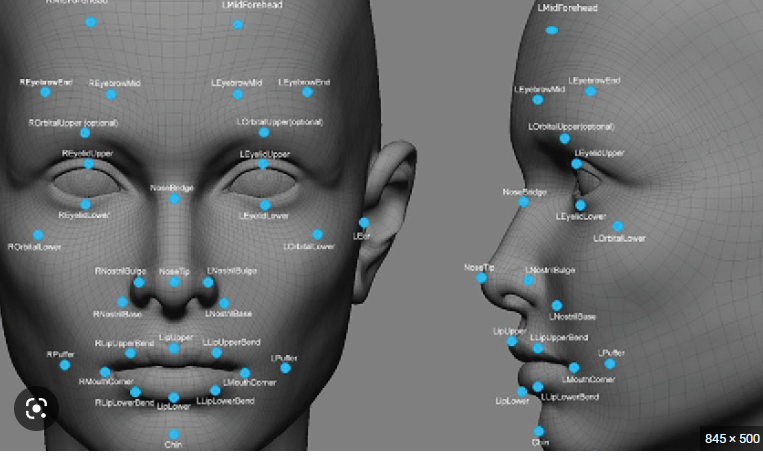 RMidForehead
LMidForehead
LMidForehead
REyebrowEnd
REyebrowMid
LEyebrowMid
LEyebrowEnd
LEyebrowMid
LEyebrowEnd
ROrbitalUpper (optional)
LOrbitalUpper(optional)
LOrbitalUpper(optional)
REyelidUpper
LEyelidUpper
LEyelidUpper
NoseBridge
NoseBridge
REyelidLower
LEyelidLower
LEyelidLower
ROrbitalLower
LOrbitalLower
LEar
LOrbitalLower
RNostrilBulge
NoseTip
LNostrilBulge
NoseTip
LNostrilBulge
RNostrilBase
LNostrilBase
LNostrilBase
RLipUpperBend
LipUpper
LLipUpperBend
LipUpper
LLipUpperBend
RPuffer
LPuffer
LPuffer
RMouthCorner
LMouthCorner
LMouthCorner
RLipLowerBend
LipLower
LLipLowerBend
LipLower
LLipLowerBend
Chin
Chin
845 × 500